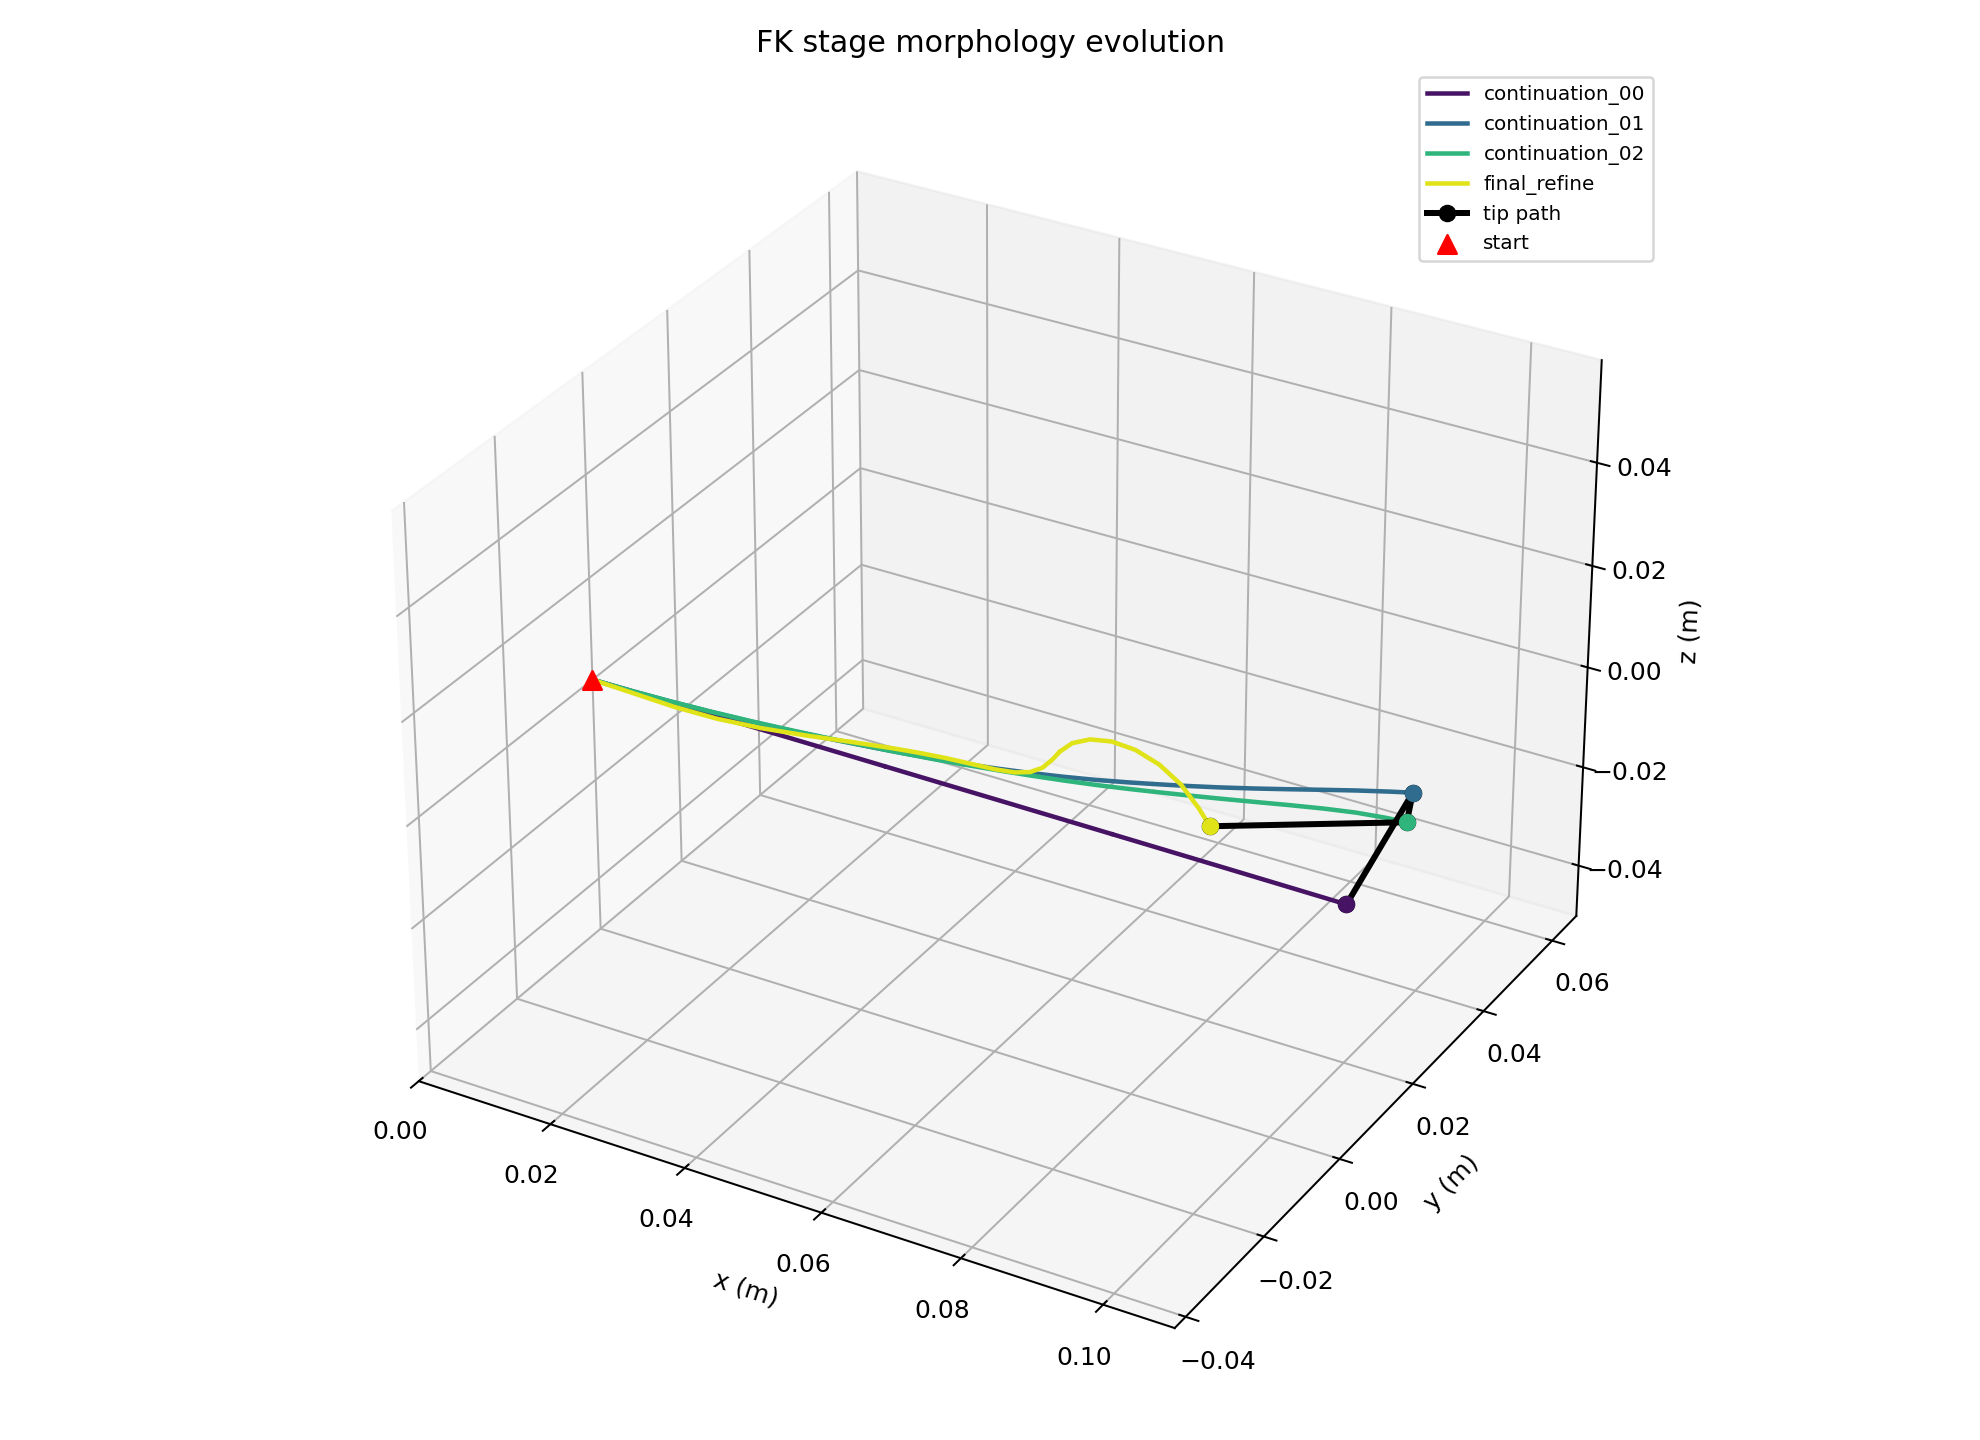 FK stage morphology evolution
continuation_00
continuation_01
continuation_02
final_refine
tip path
start
0.04
0.02
0.00
−0.02
−0.04
z (m)
0.06
0.04
0.02
0.00
−0.02
−0.04
y (m)
0.00
0.02
0.04
0.06
0.08
0.10
x (m)